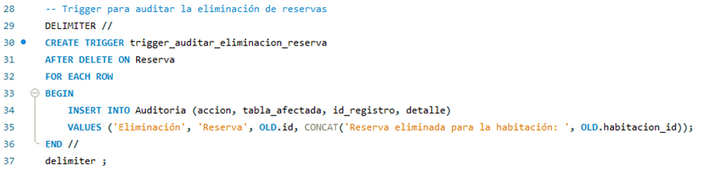 28 -- Trigger para auditar la eliminación de reservas
29 DELIMITER //
30 CREATE TRIGGER trigger_auditar_eliminacion_reserva
31 AFTER DELETE ON Reserva
32 FOR EACH ROW
33 BEGIN
34 INSERT INTO Auditoria (accion, tabla_afectada, id_registro, detalle)
35 VALUES ('Eliminación', 'Reserva', OLD.id, CONCAT('Reserva eliminada para la habitación: ', OLD.habitacion_id));
36 END //
37 delimiter ;